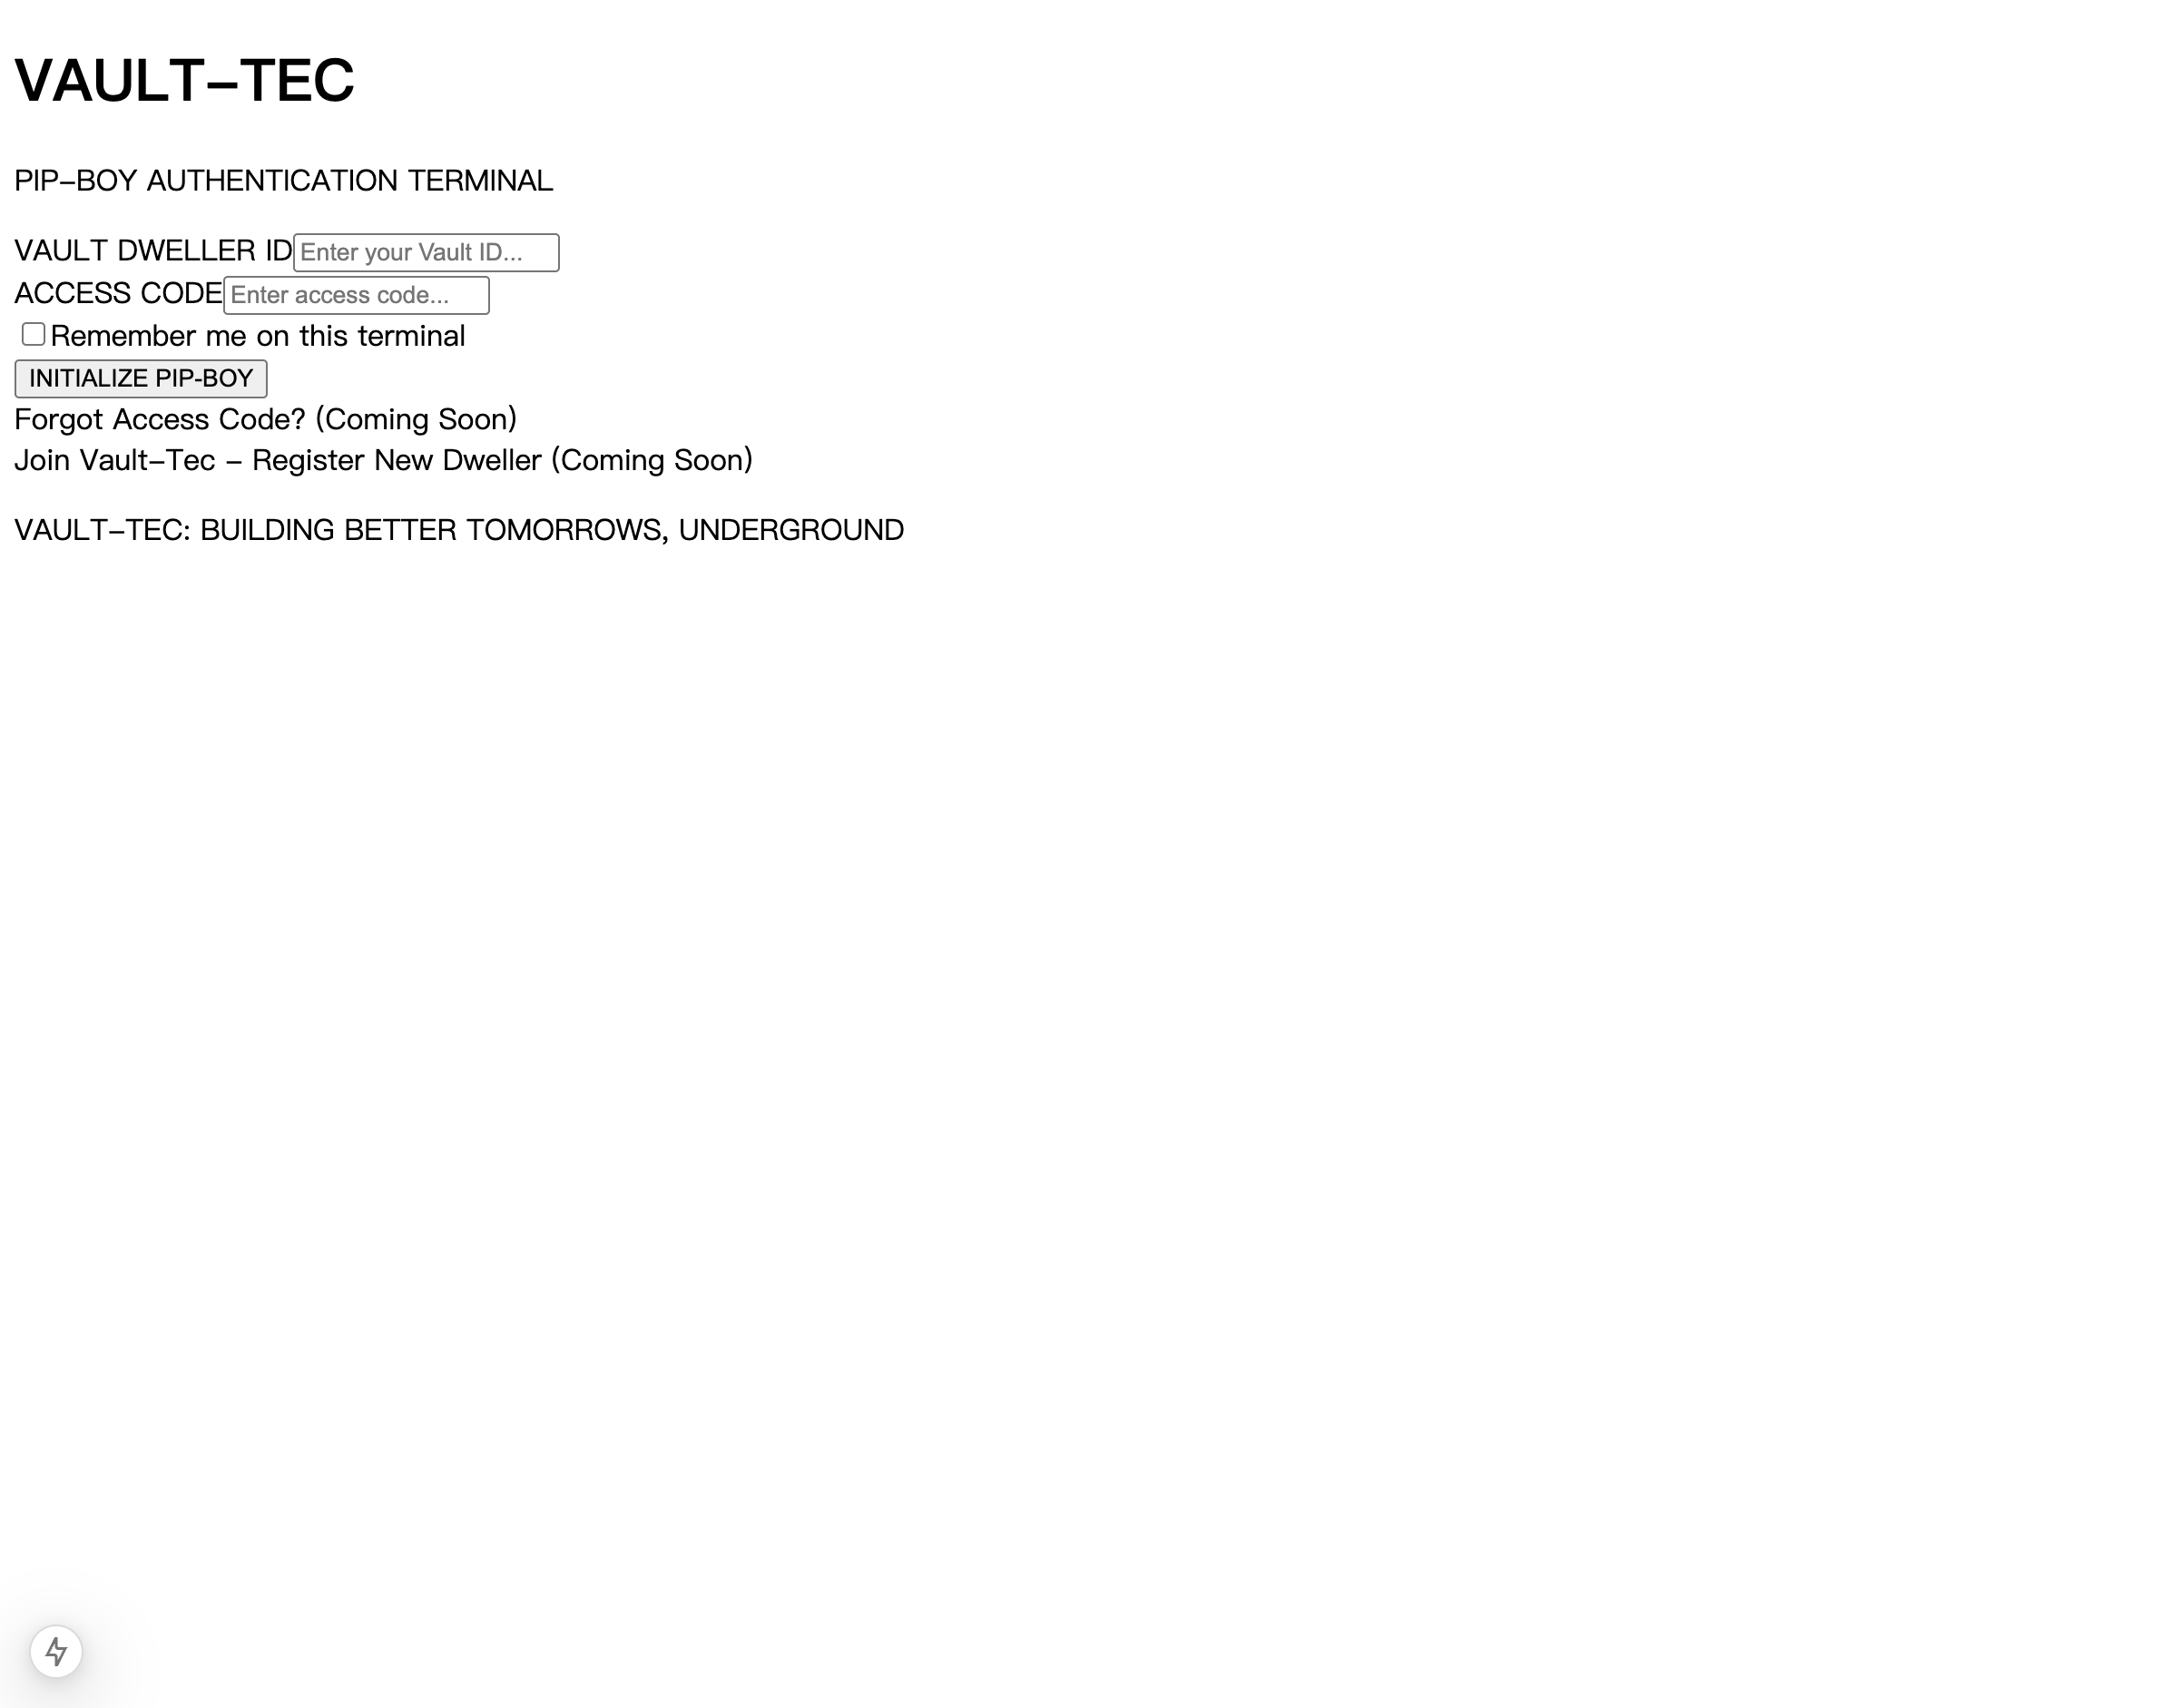 VAULT-TEC
PIP-BOY AUTHENTICATION TERMINAL
VAULT DWELLER ID Enter your Vault ID...
ACCESS CODE Enter access code...
Remember me on this terminal
INITIALIZE PIP-BOY
Forgot Access Code? (Coming Soon)
Join Vault-Tec - Register New Dweller (Coming Soon)
VAULT-TEC: BUILDING BETTER TOMORROWS, UNDERGROUND